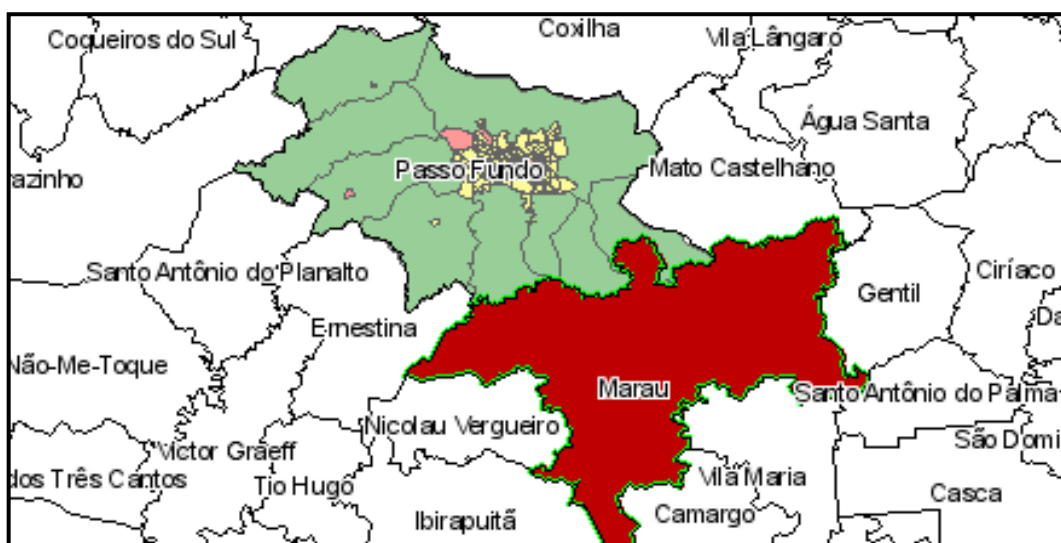 Coqueiros do Sul
Coxilha
Vila Lângaro
Água Santa
Passo Fundo
Mato Castelhano
razinho
Santo Antônio do Planalto
Ciríaco
Gentil
Ernestina
Da
Não-Me-Toque
Marau
Santo Antônio do Palma
Nicolau Vergueiro
São Domi
Victor Graeff
dos Três Cantos
Tio Hugo
Vila Maria
Casca
Ibirapuitã
Camargo